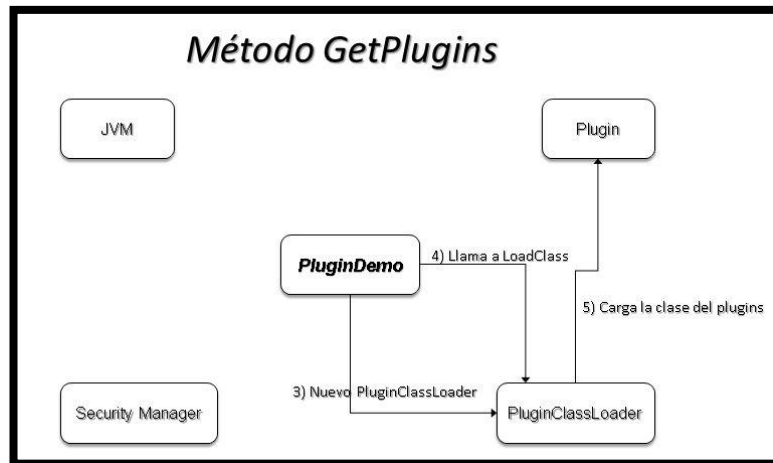 Método GetPlugins
JVM
Plugin
PluginDemo
4) Llama a LoadClass
5) Carga la clase del plugins
3) Nuevo PluginClassLoader
Security Manager
PluginClassLoader